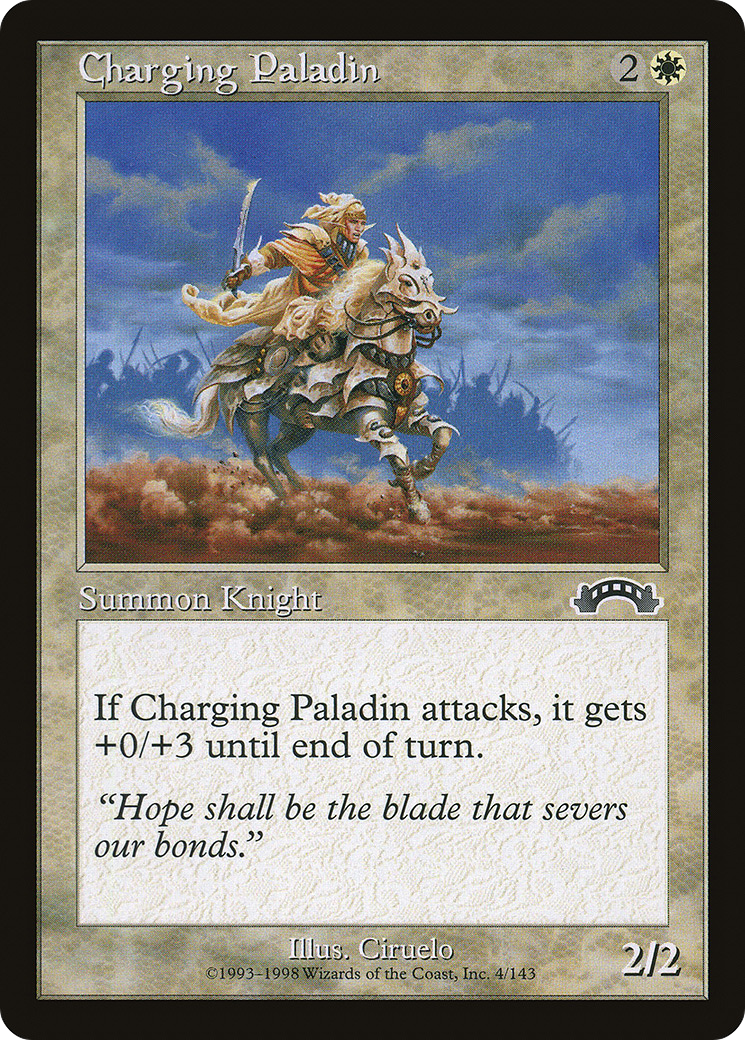 Charging Paladin 2
Summon Knight
If Charging Paladin attacks, it gets
+0/+3 until end of turn.
“Hope shall be the blade that severs
our bonds.”
Illus. Ciruelo
©1993–1998 Wizards of the Coast, Inc. 4/143
2/2